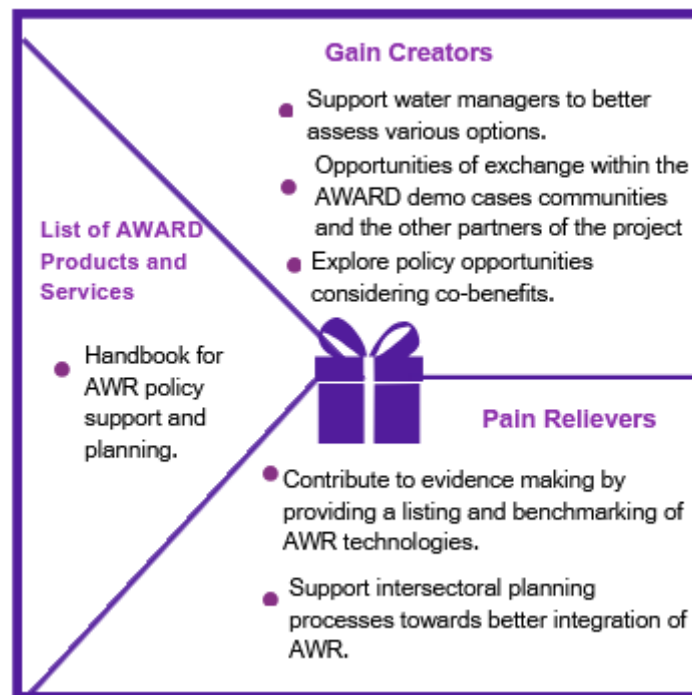 Gain Creators
Support water managers to better
assess various options.
Opportunities of exchange within the
AWARD demo cases communities
and the other partners of the project
Explore policy opportunities
considering co-benefits.
List of AWARD
Products and
Services
Handbook for
AWR policy
support and
planning.
Pain Relievers
Contribute to evidence making by
providing a listing and benchmarking of
AWR technologies.
Support intersectoral planning
processes towards better integration of
AWR.